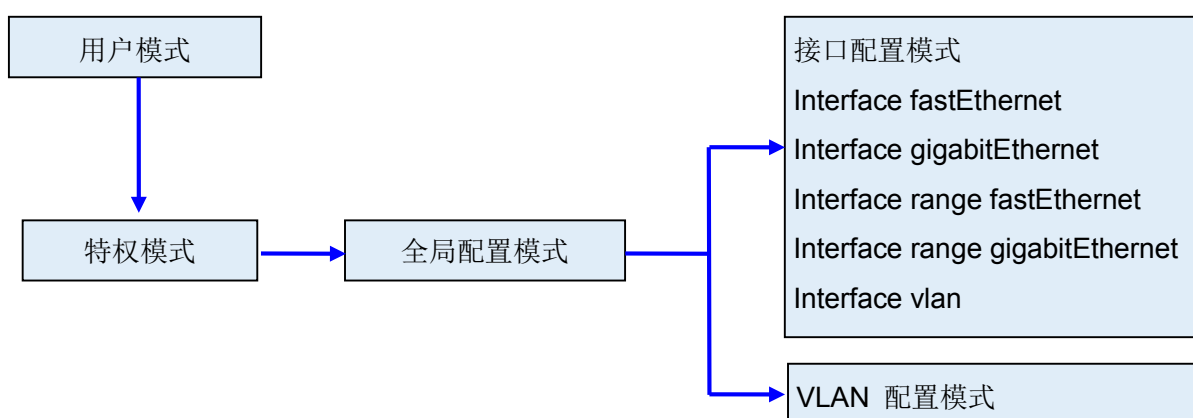 用户模式
特权模式
全局配置模式
接口配置模式
Interface fastEthernet
Interface gigabitEthernet
Interface range fastEthernet
Interface range gigabitEthernet
Interface vlan
VLAN 配置模式